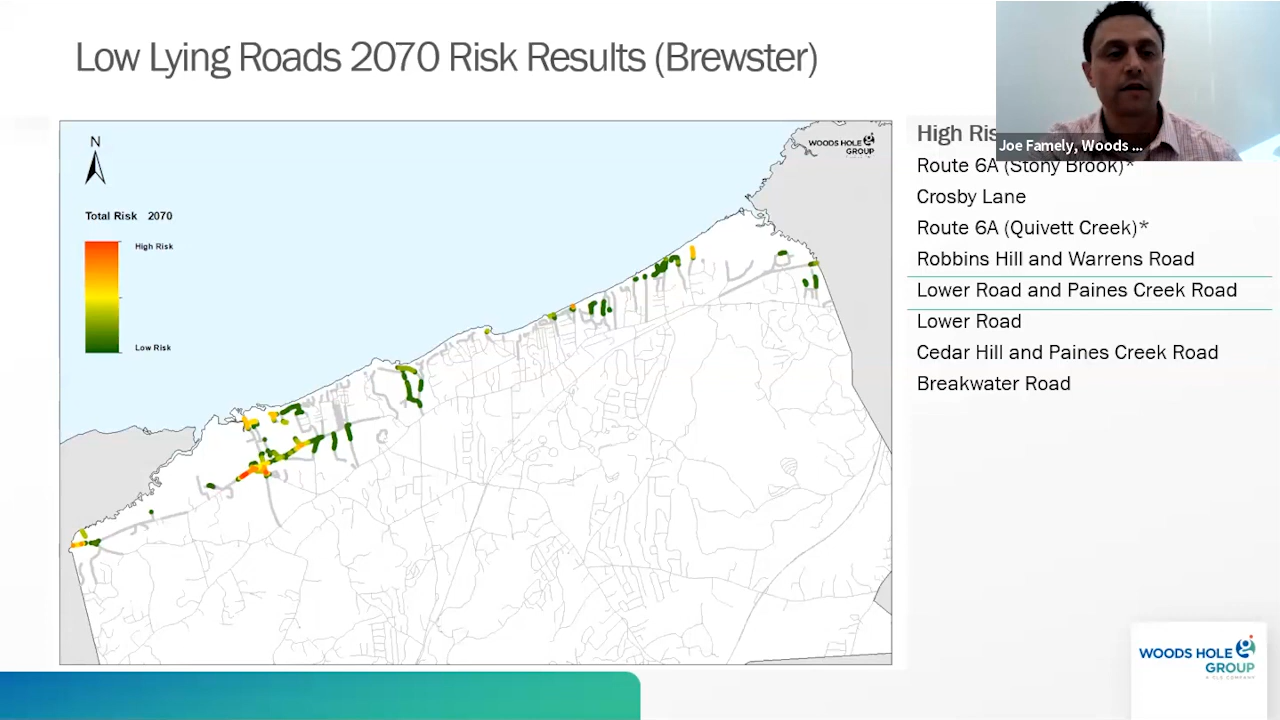 Low Lying Roads 2070 Risk Results (Brewster)
N
WOODS HOLE
GROUP
Total Risk 2070
High Risk
Low Risk
High Ris
Joe Famely, Woods ...
Route 6A (Stony Brook)*
Crosby Lane
Route 6A (Quivett Creek)*
Robbins Hill and Warrens Road
Lower Road and Paines Creek Road
Lower Road
Cedar Hill and Paines Creek Road
Breakwater Road
WOODS HOLE
GROUP
A CLS COMPANY